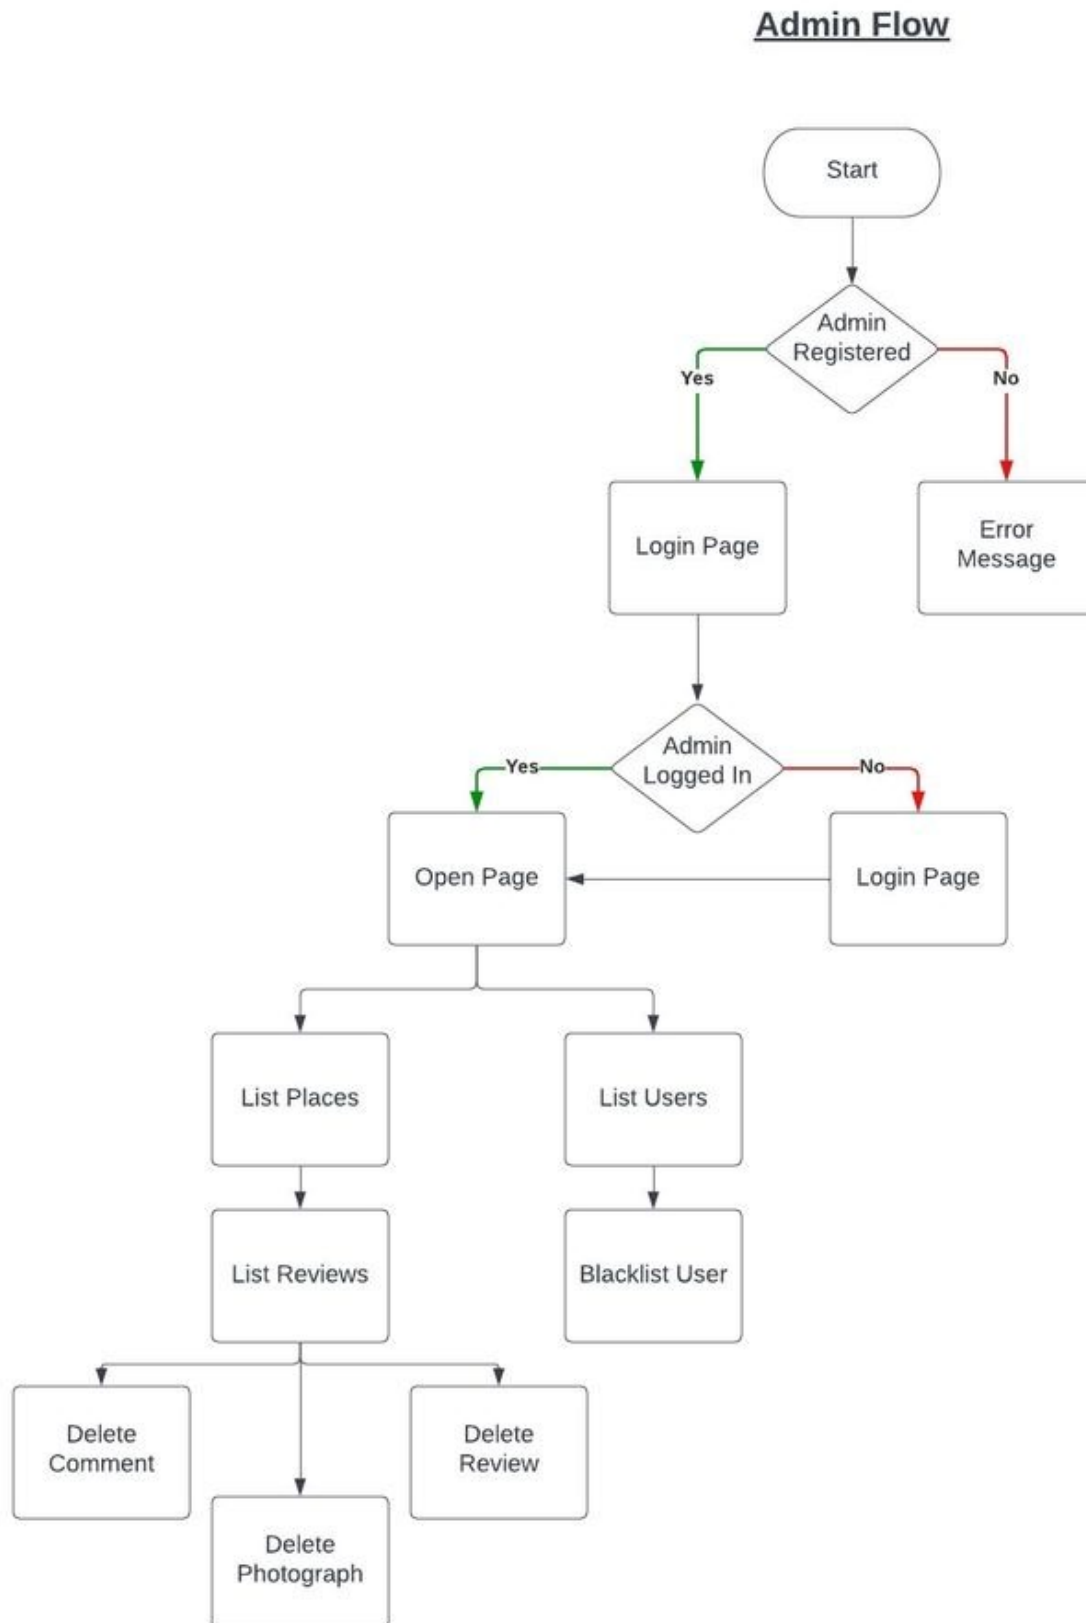 Admin Flow
Start
Admin
Registered
Yes
No
Login Page
Error
Message
Admin
Logged In
Yes
No
Open Page
Login Page
List Places
List Users
List Reviews
Blacklist User
Delete
Comment
Delete
Review
Delete
Photograph